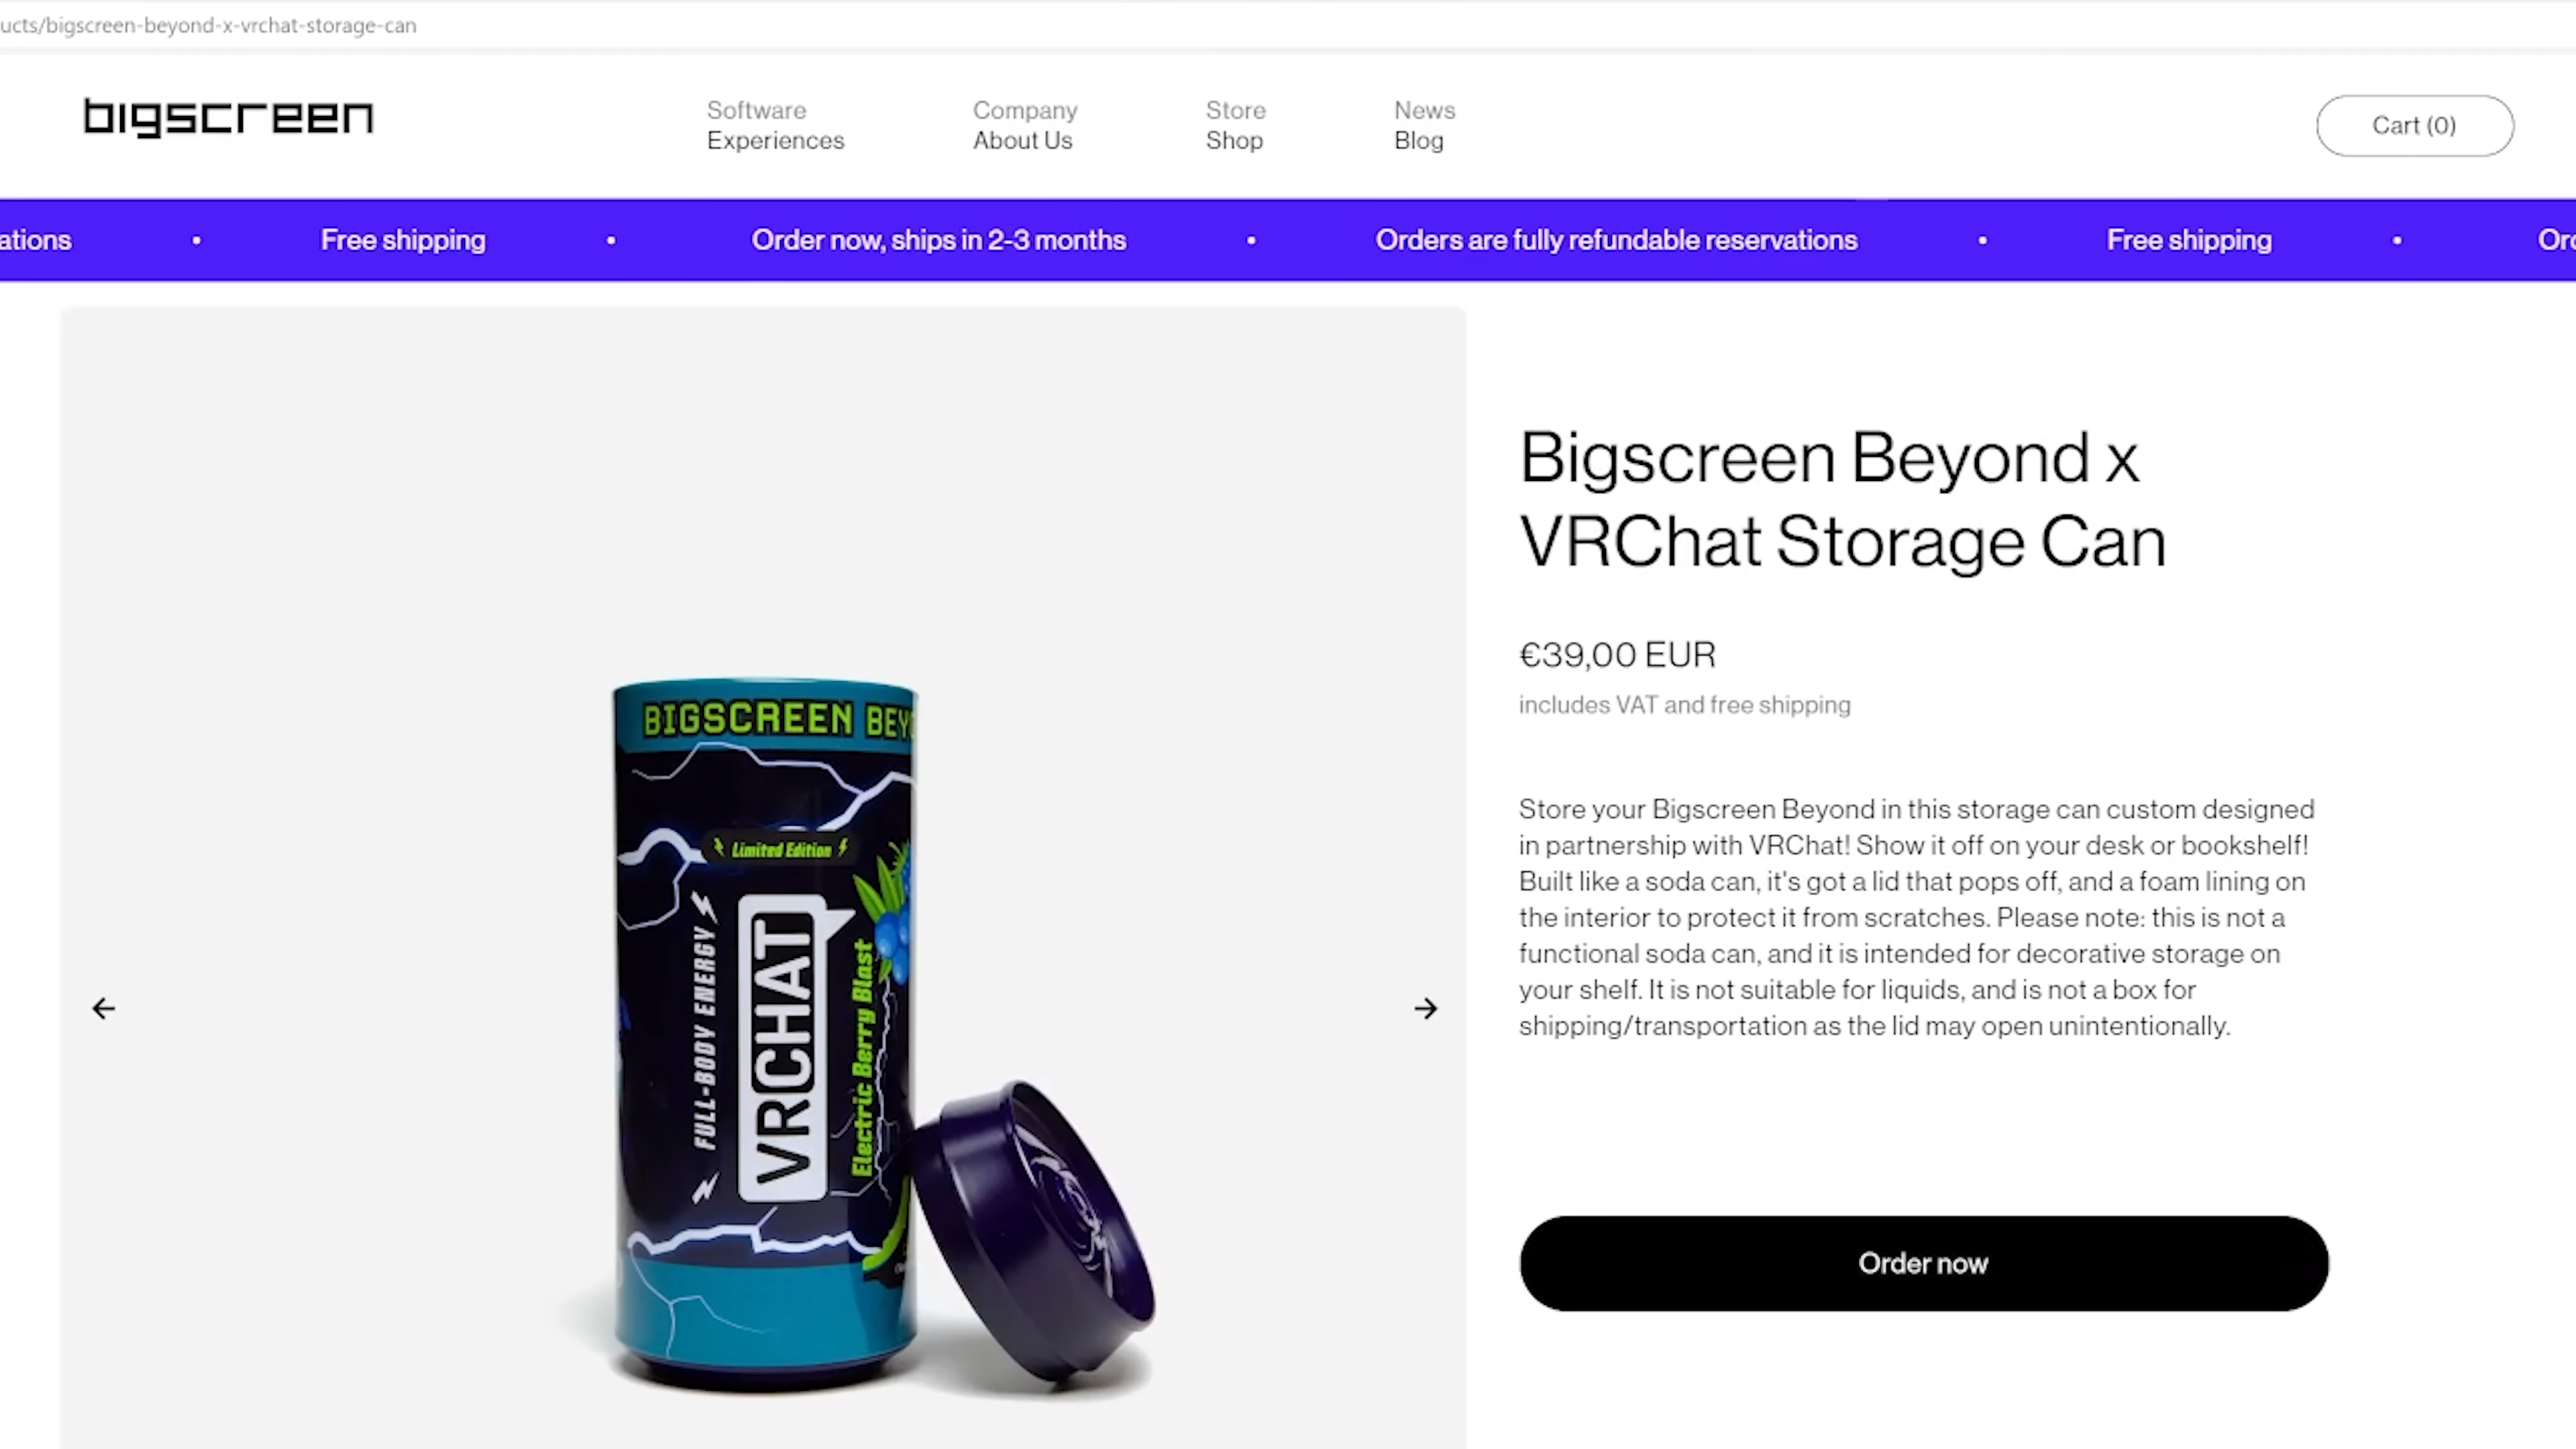 ucts/bigscreen-beyond-x-vrchat-storage-can
bigscreen
Software
Experiences
Company
About Us
Store
Shop
News
Blog
Cart (0)
ations • Free shipping • Order now, ships in 2-3 months • Orders are fully refundable reservations • Free shipping • Ord
Bigscreen Beyond x
VRChat Storage Can
€39,00 EUR
includes VAT and free shipping
Store your Bigscreen Beyond in this storage can custom designed
in partnership with VRChat! Show it off on your desk or bookshelf!
Built like a soda can, it's got a lid that pops off, and a foam lining on
the interior to protect it from scratches. Please note: this is not a
functional soda can, and it is intended for decorative storage on
your shelf. It is not suitable for liquids, and is not a box for
shipping/transportation as the lid may open unintentionally.
Order now
BIGSCREEN BEYO
Limited Edition
FULL-BODY ENERGY
VRCHAT
Electric Berry Blast